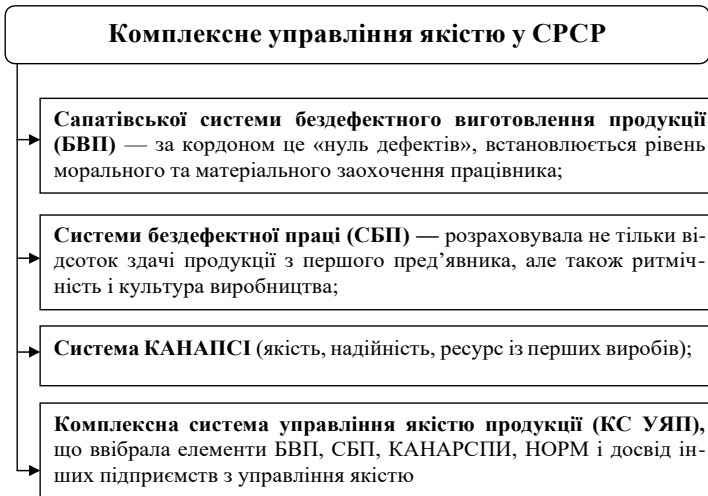 Комплексне управління якістю у СРСР
Сапатівської системи бездефектного виготовлення продукції
(БВП) — за кордоном це «нуль дефектів», встановлюється рівень
морального та матеріального заохочення працівника;
Системи бездефектної праці (СБП) — розраховувала не тільки ві-
дсоток здачі продукції з першого пред’явника, але також ритміч-
ність і культура виробництва;
Система КАНАПСІ (якість, надійність, ресурс із перших виробів);
Комплексна система управління якістю продукції (КС УЯП),
що ввібрала елементи БВП, СБП, КАНАРСПИ, НОРМ і досвід ін-
ших підприємств з управління якістю